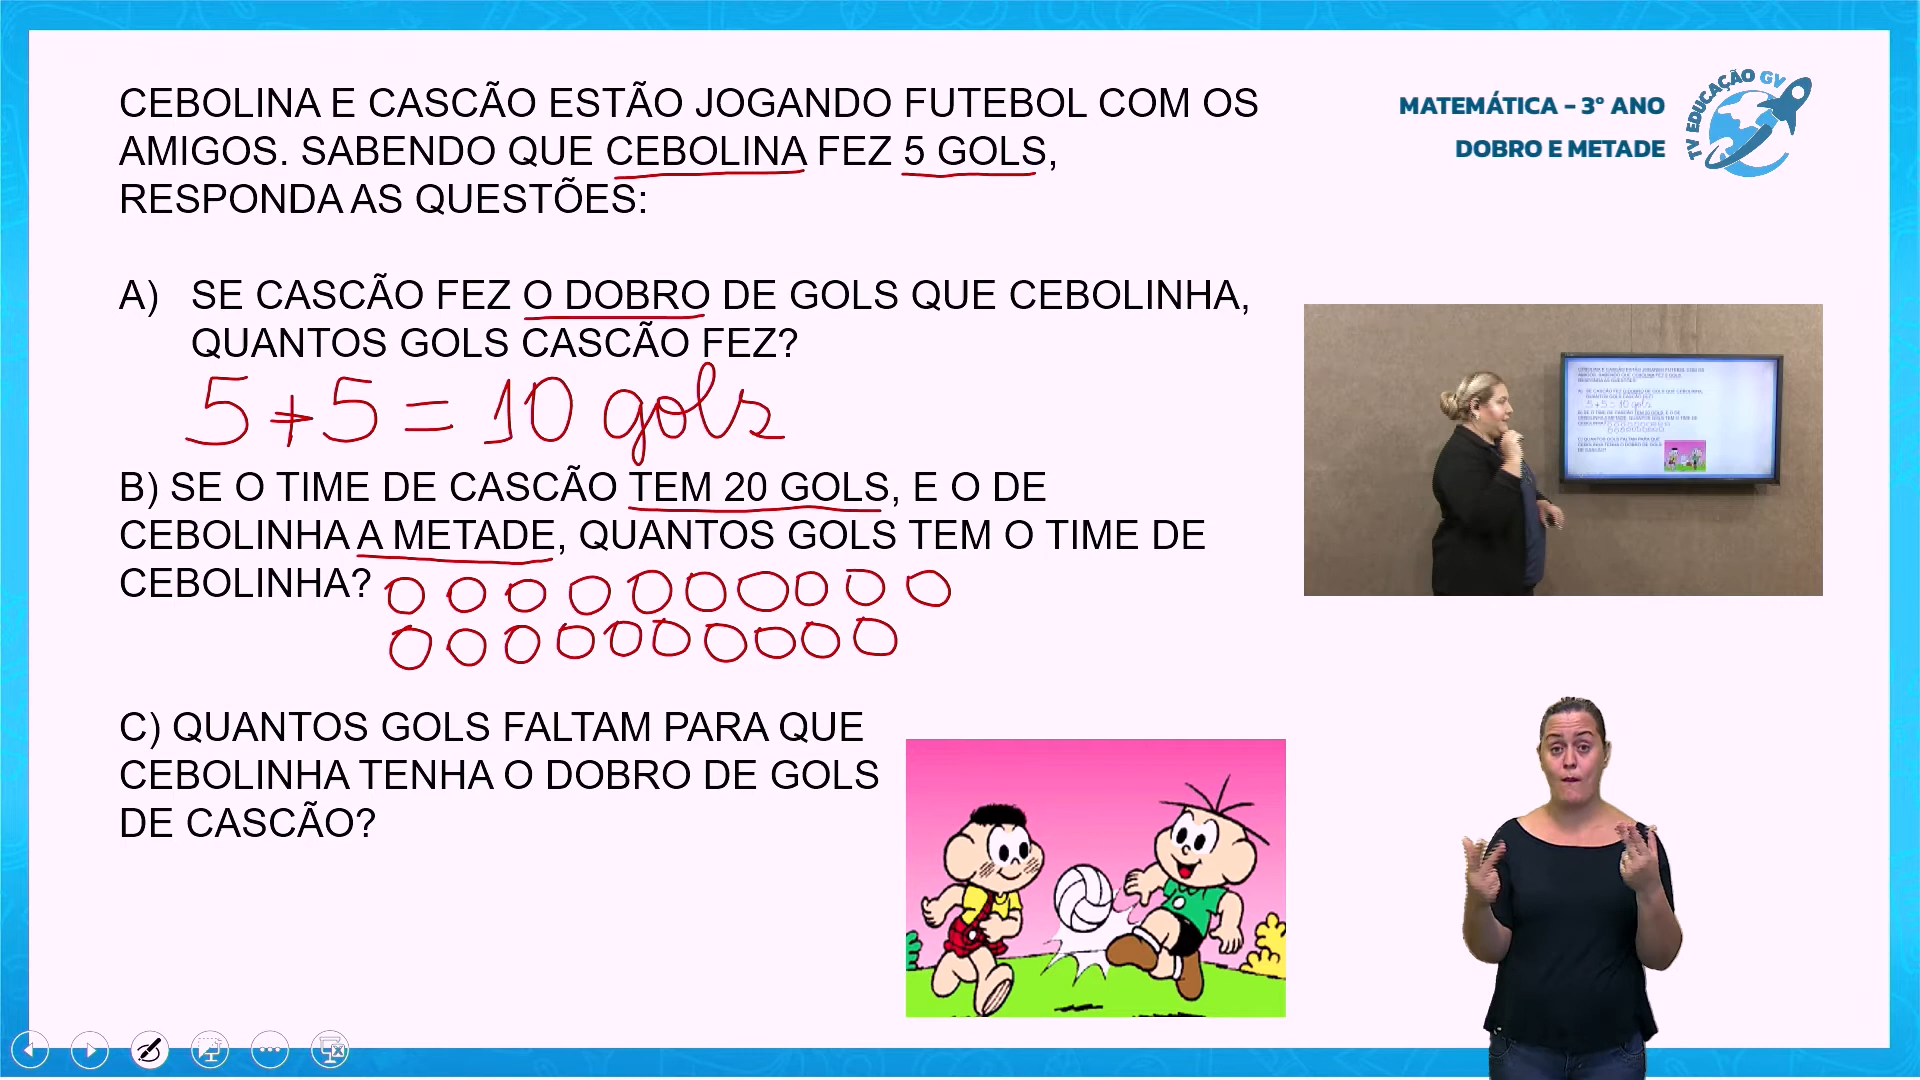 CEBOLINA E CASCÃO ESTÃO JOGANDO FUTEBOL COM OS
AMIGOS. SABENDO QUE CEBOLINA FEZ 5 GOLS,
RESPONDA AS QUESTÕES:
MATEMÁTICA - 3° ANO
DOBRO E METADE
TV EDUCAÇÃO GV
A) SE CASCÃO FEZ O DOBRO DE GOLS QUE CEBOLINHA,
QUANTOS GOLS CASCÃO FEZ?
5 + 5 = 10 gols
B) SE O TIME DE CASCÃO TEM 20 GOLS, E O DE
CEBOLINHA A METADE, QUANTOS GOLS TEM O TIME DE
CEBOLINHA?
C) QUANTOS GOLS FALTAM PARA QUE
CEBOLINHA TENHA O DOBRO DE GOLS
DE CASCÃO?